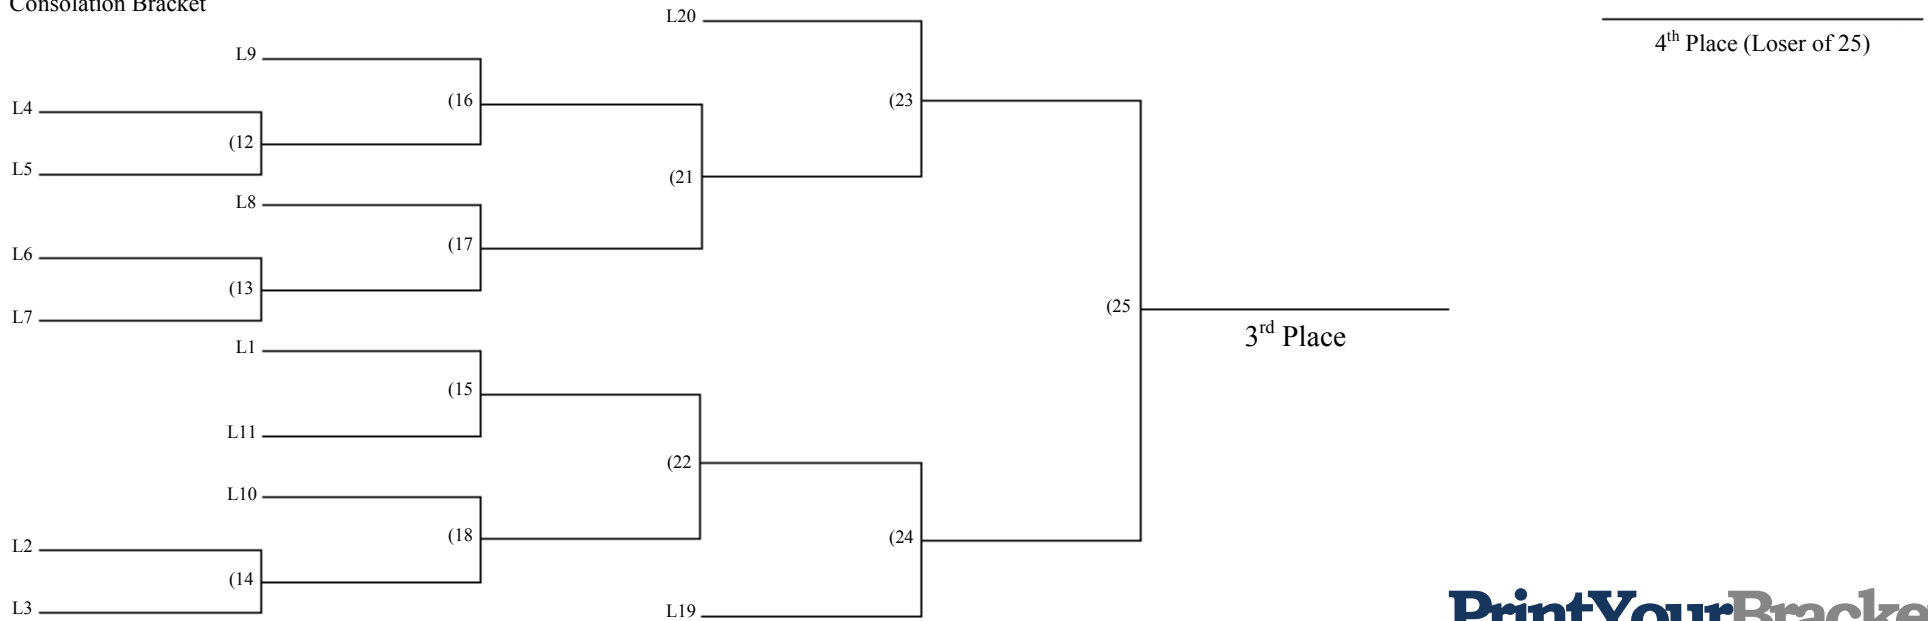 Consolation Bracket
L20
4th Place (Loser of 25)
L9
(16
(23
L4
(12
L5
(21
L8
(17
L6
(13
L7
(25
3rd Place
L1
(15
L11
(22
L10
(18
(24
L2
(14
L3
L19
PrintYourBracke